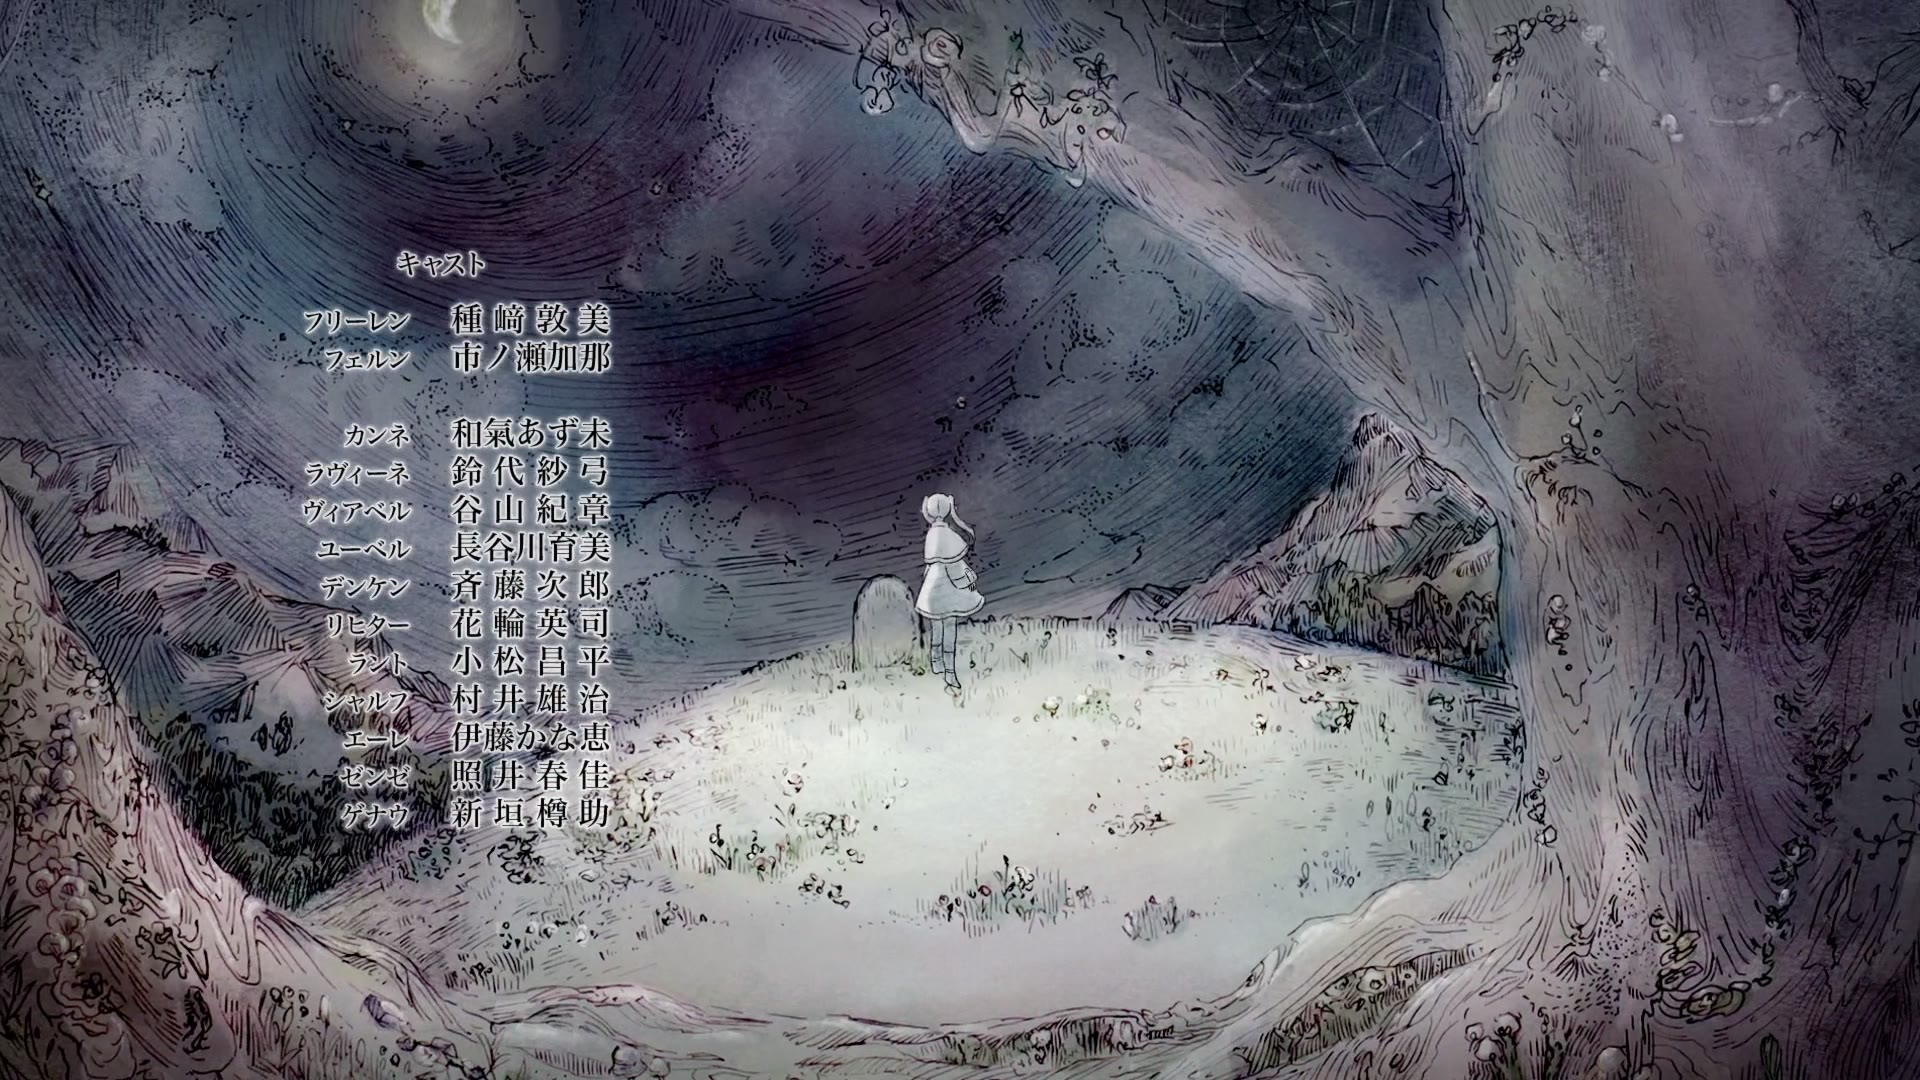 キャスト
フリーレン 種﨑敦美
フェルン 市ノ瀬加那
カンネ 和氣あず未
ラヴィーネ 鈴代紗弓
ヴィアベル 谷山紀章
ユーベル 長谷川育美
デンケン 斉藤次郎
リヒター 花輪英司
ラント 小松昌平
シャルフ 村井雄治
エーレ 伊藤かな恵
ゼンゼ 照井春佳
ゲナウ 新垣樽助